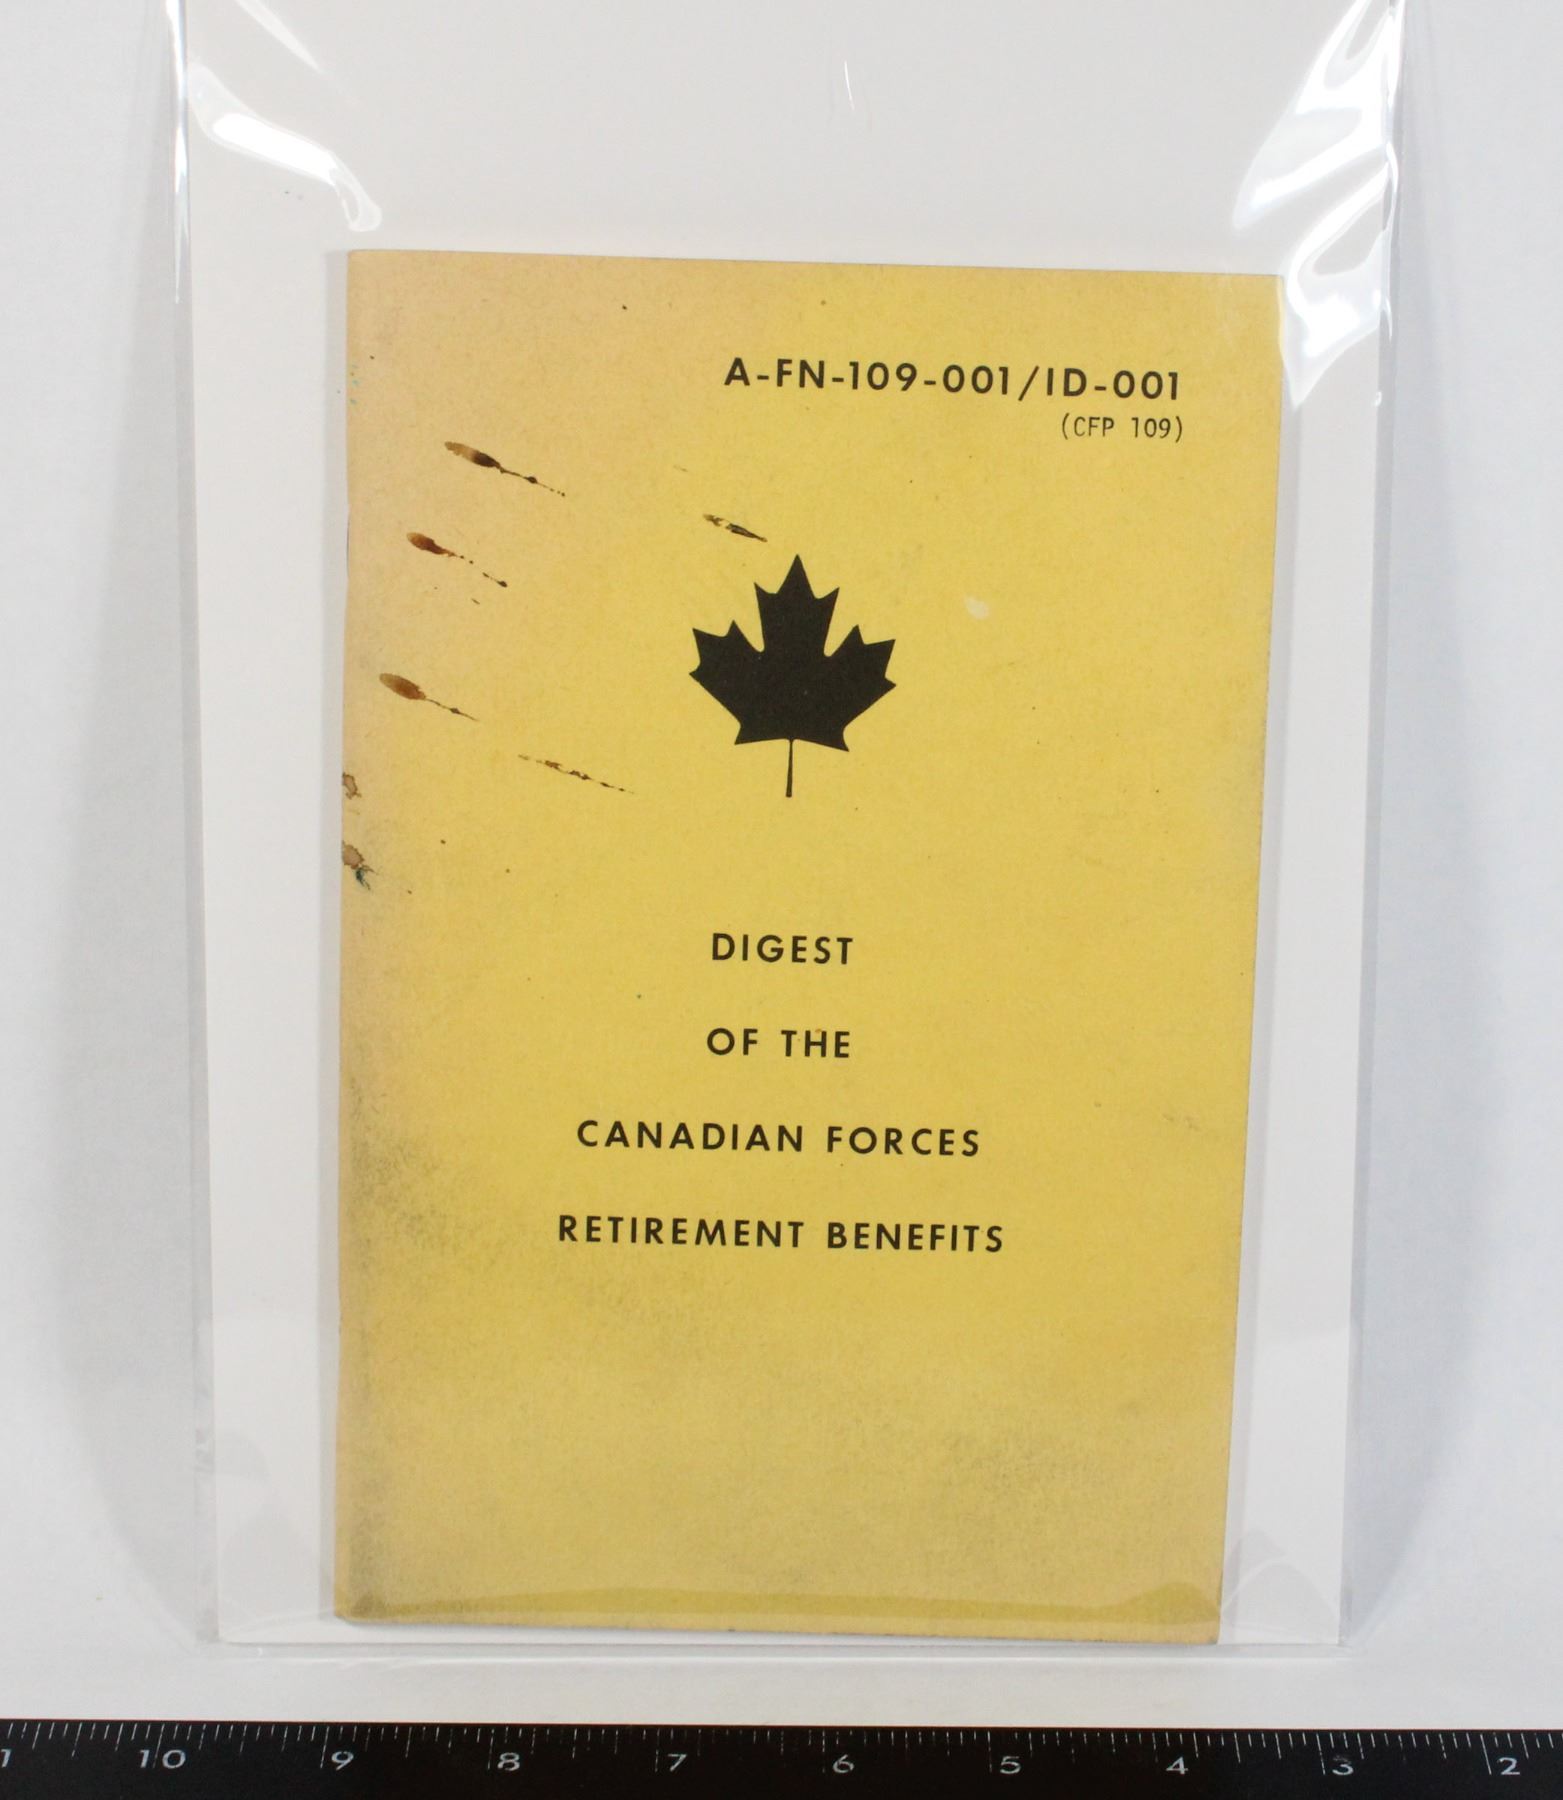 A-FN-109-001/ID-001
(CFP 109)
DIGEST
OF THE
CANADIAN FORCES
RETIREMENT BENEFITS
1 10 9 8 7 6 5 4 3 2